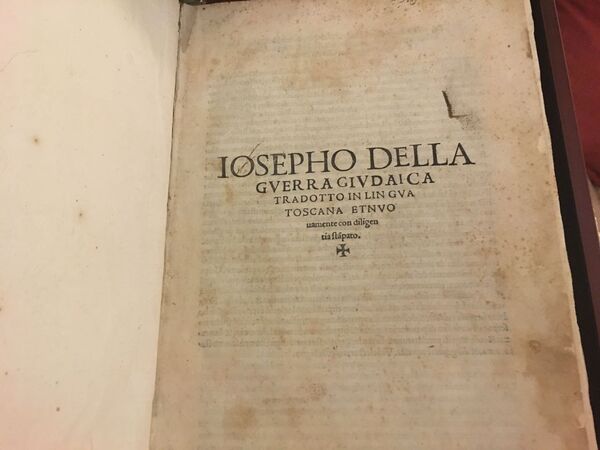 IOSEPHO DELLA
GVERRA GIVDAICA
TRADOTTO IN LINGVA
TOSCANA ET NVO
uamente con diligen
tia stāpato.